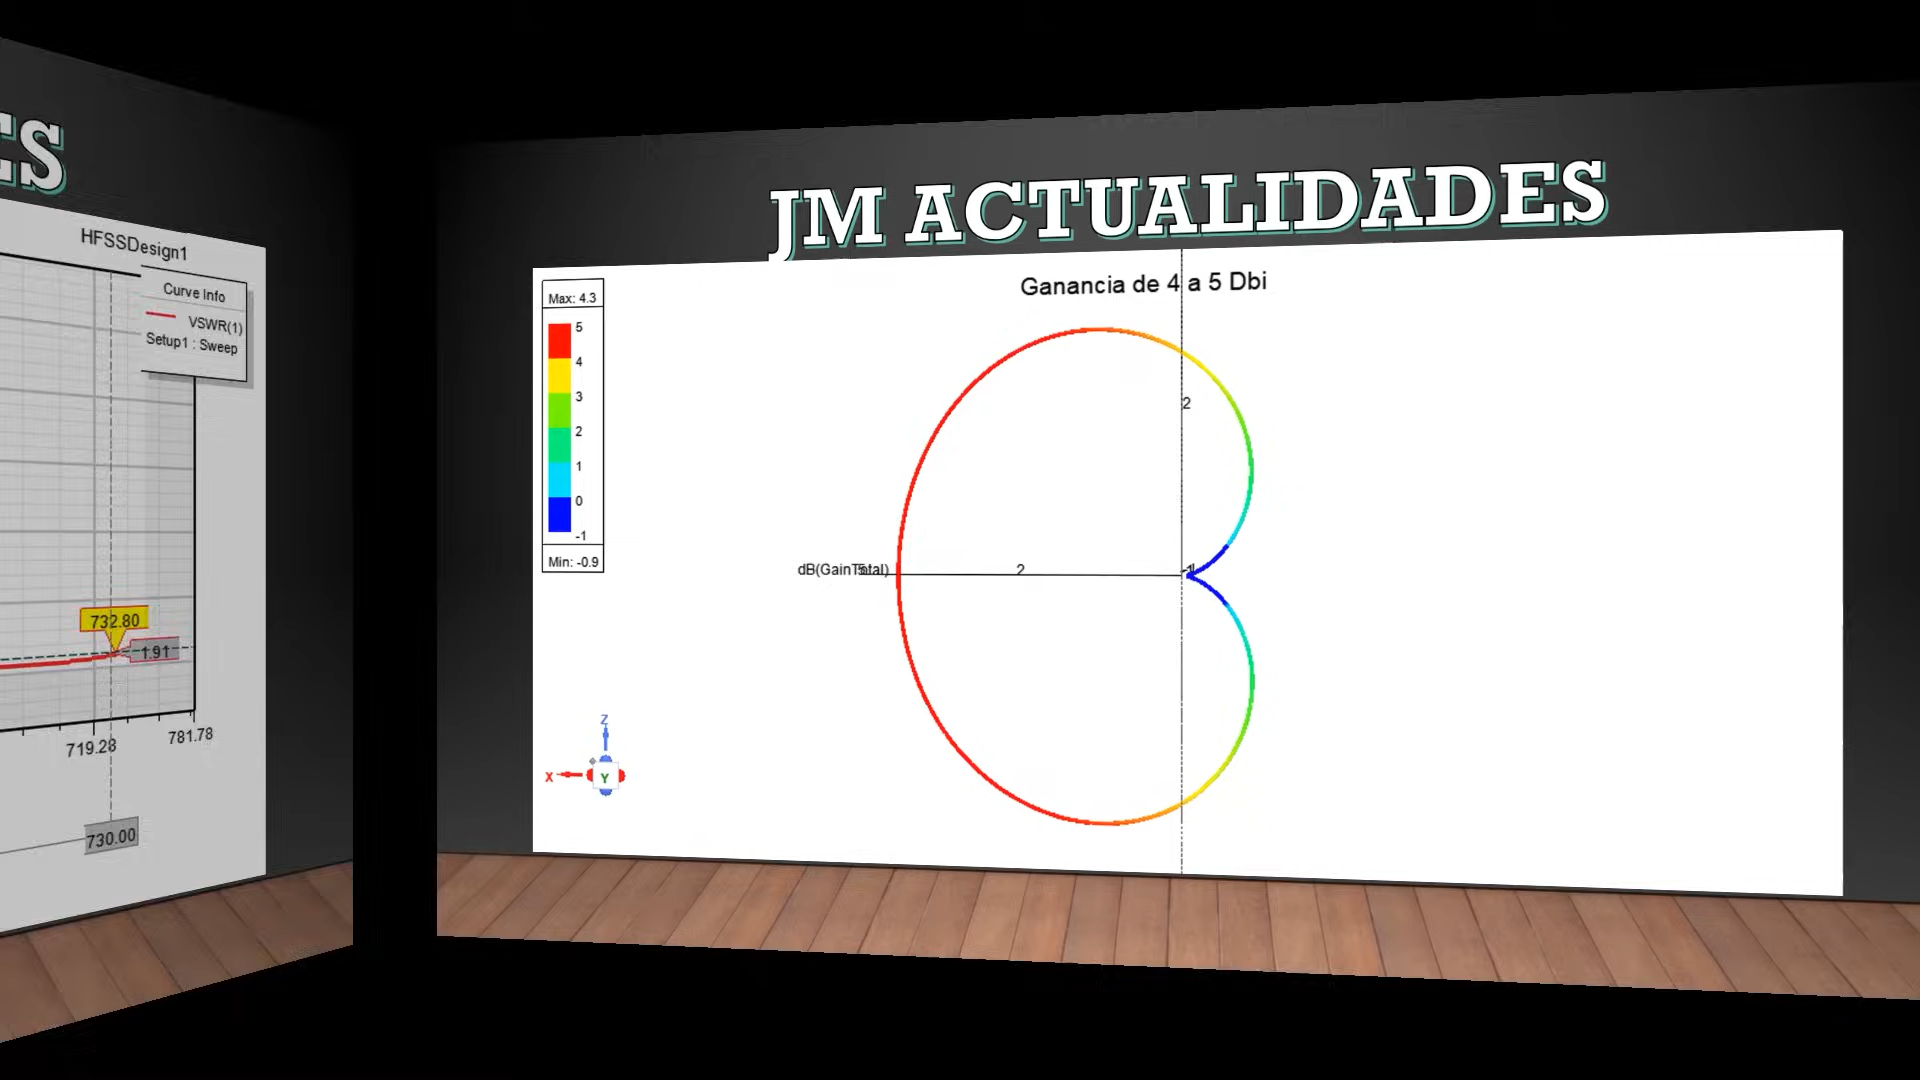 ES
HFSSDesign1
Curve Info
VSWR(1)
Setup1 : Sweep
732.80
1.91
719.28
781.78
730.00
JM ACTUALIDADES
Ganancia de 4 a 5 Dbi
Max: 4.3
5
4
3
2
1
0
-1
Min: -0.9
2
dB(GainTotal)
2
-1
Z
X
Y